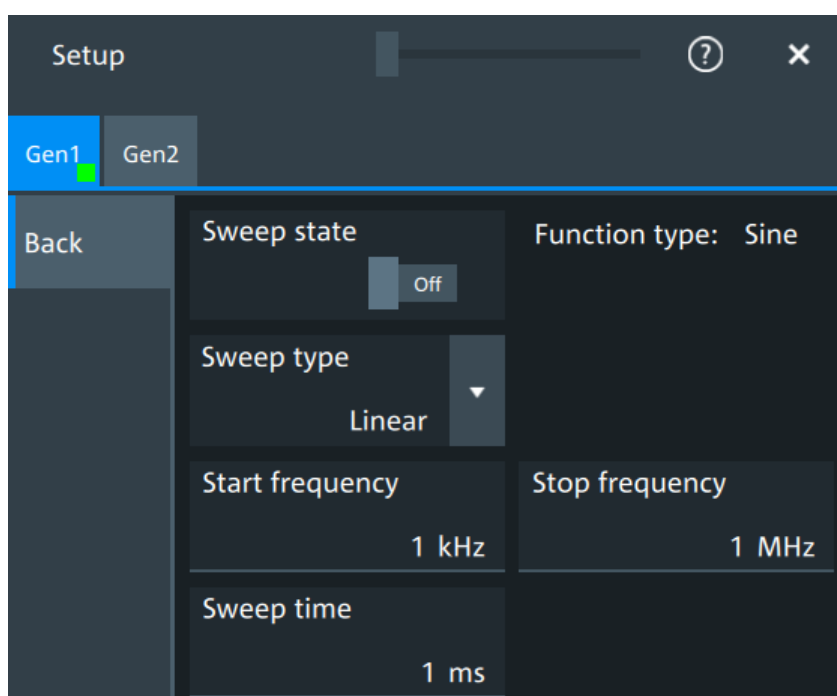 Setup
?
×
Gen1 Gen2
Back
Sweep state
Off
Function type: Sine
Sweep type
Linear
Start frequency
1 kHz
Stop frequency
1 MHz
Sweep time
1 ms